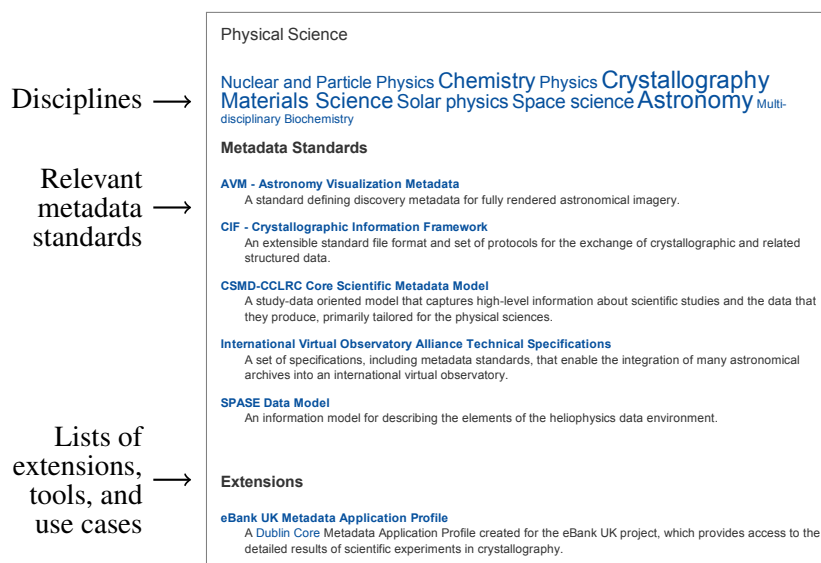 Physical Science
Disciplines
Nuclear and Particle Physics Chemistry Physics Crystallography
Materials Science Solar physics Space science Astronomy Multi-
disciplinary Biochemistry
Metadata Standards
Relevant
metadata
standards
AVM - Astronomy Visualization Metadata
A standard defining discovery metadata for fully rendered astronomical imagery.
CIF - Crystallographic Information Framework
An extensible standard file format and set of protocols for the exchange of crystallographic and related
structured data.
CSMD-CCLRC Core Scientific Metadata Model
A study-data oriented model that captures high-level information about scientific studies and the data that
they produce, primarily tailored for the physical sciences.
International Virtual Observatory Alliance Technical Specifications
A set of specifications, including metadata standards, that enable the integration of many astronomical
archives into an international virtual observatory.
SPASE Data Model
An information model for describing the elements of the heliophysics data environment.
Lists of
extensions,
tools, and
use cases
Extensions
eBank UK Metadata Application Profile
A Dublin Core Metadata Application Profile created for the eBank UK project, which provides access to the
detailed results of scientific experiments in crystallography.